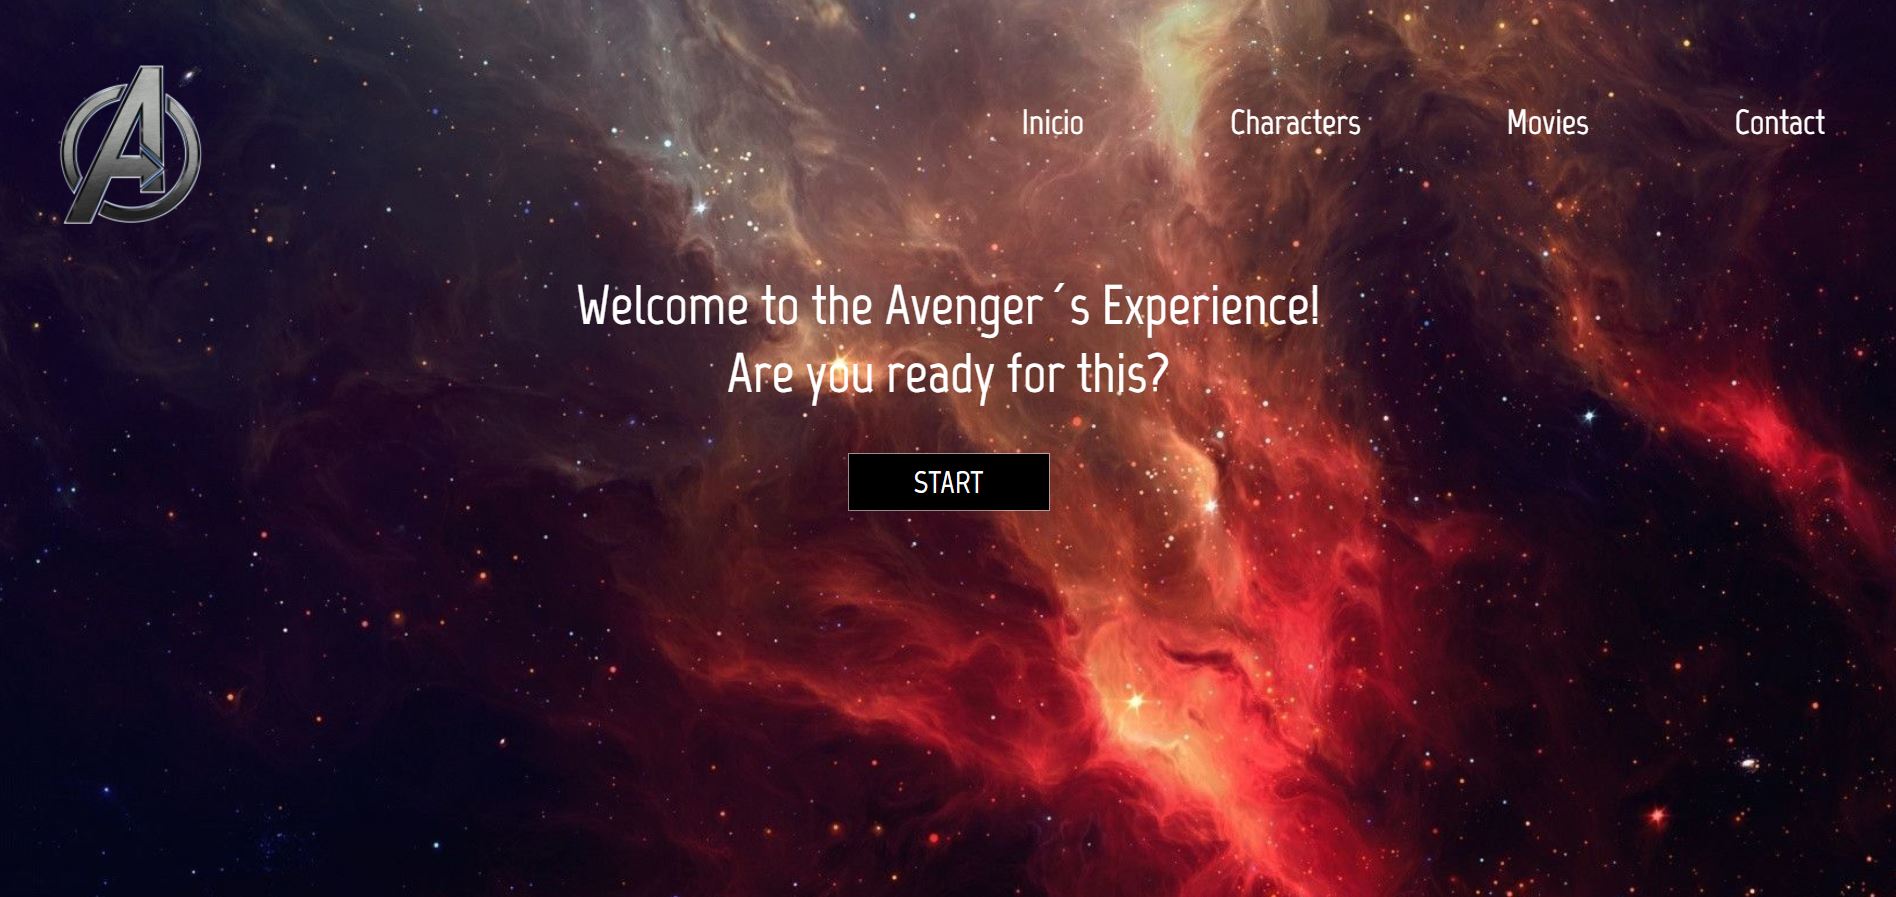 Inicio Characters Movies Contact
Welcome to the Avenger´s Experience!
Are you ready for this?
START